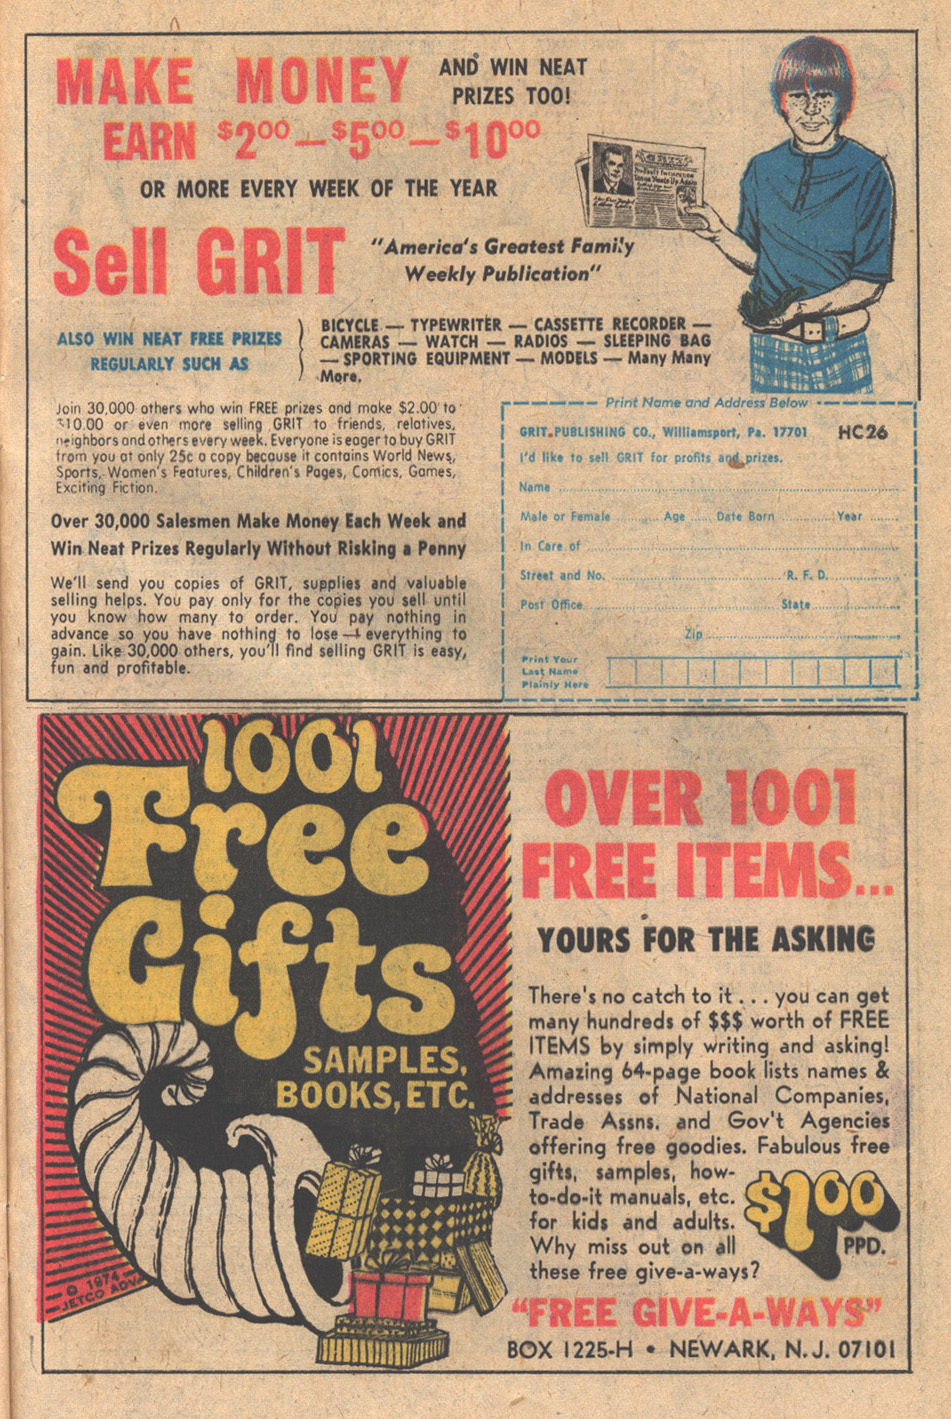 MAKE MONEY
AND WIN NEAT
PRIZES TOO!
EARN $2.00—$5.00—$10.00
OR MORE EVERY WEEK OF THE YEAR
Sell GRIT
"America's Greatest Family
Weekly Publication"
ALSO WIN NEAT FREE PRIZES
REGULARLY SUCH AS
BICYCLE — TYPEWRITER — CASSETTE RECORDER —
CAMERAS — WATCH — RADIOS — SLEEPING BAG
— SPORTING EQUIPMENT — MODELS — Many Many
More.
Join 30,000 others who win FREE prizes and make $2.00 to
$10.00 or even more selling GRIT to friends, relatives,
neighbors and others every week. Everyone is eager to buy GRIT
from you at only 25c a copy because it contains World News,
Sports, Women's Features, Children's Pages, Comics, Games,
Exciting Fiction.
Over 30,000 Salesmen Make Money Each Week and
Win Neat Prizes Regularly Without Risking a Penny
We'll send you copies of GRIT, supplies and valuable
selling helps. You pay only for the copies you sell until
you know how many to order. You pay nothing in
advance so you have nothing to lose — everything to
gain. Like 30,000 others, you'll find selling GRIT is easy,
fun and profitable.
GRIT
Print Name and Address Below
GRIT PUBLISHING CO., Williamsport, Pa. 17701 HC26
I'd like to sell GRIT for profits and prizes.
Name
Male or Female Age Date Born Year
In Care of
Street and No. R. F. D.
Post Office State
Zip
Print Your
Last Name
Plainly Here
1001
Free
Gifts
SAMPLES,
BOOKS, ETC.
© 1974
JETCO ADV
OVER 1001
FREE ITEMS...
YOURS FOR THE ASKING
There's no catch to it . . . you can get
many hundreds of $$$ worth of FREE
ITEMS by simply writing and asking!
Amazing 64-page book lists names &
addresses of National Companies,
Trade Assns. and Gov't Agencies
offering free goodies. Fabulous free
gifts, samples, how-
to-do-it manuals, etc.
for kids and adults.
Why miss out on all
these free give-a-ways?
$1.00
PPD.
"FREE GIVE-A-WAYS"
BOX 1225-H • NEWARK, N. J. 07101